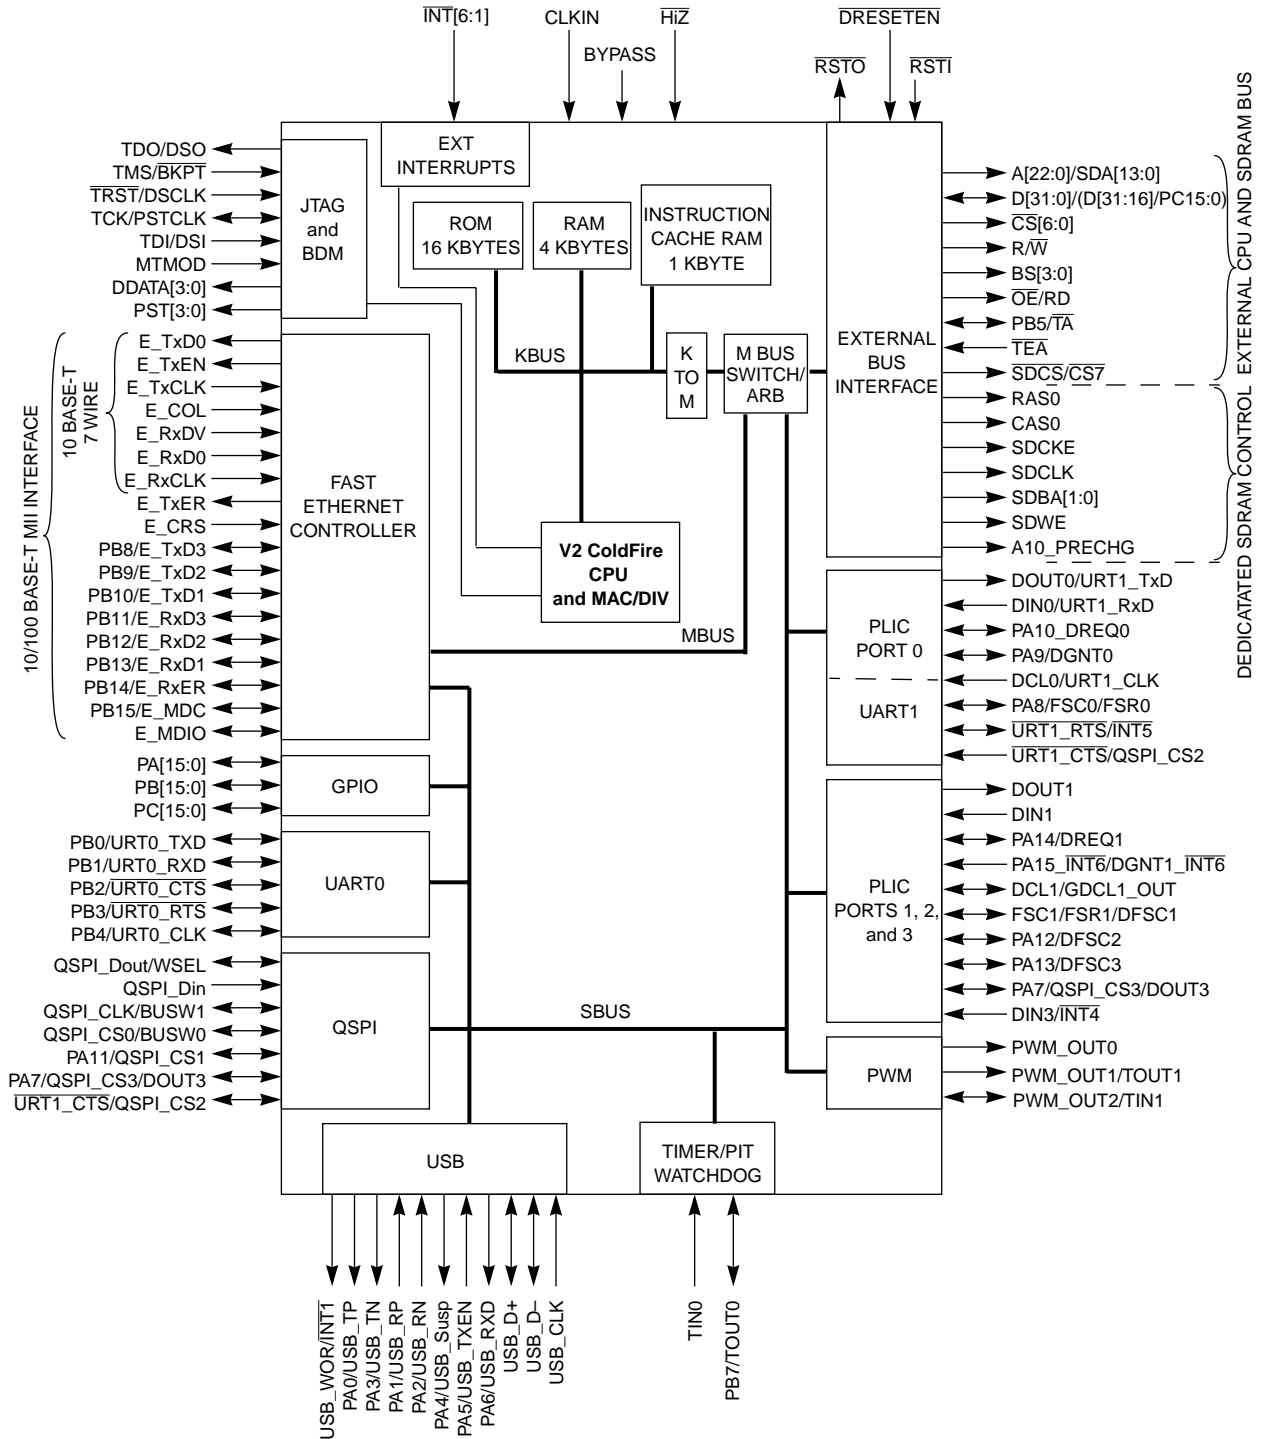 INT[6:1]
CLKIN
HiZ
DRESETEN
BYPASS
RSTO
RSTI
EXT
INTERRUPTS
TDO/DSO
TMS/BKPT
TRST/DSCLK
TCK/PSTCLK
TDI/DSI
MTMOD
DDATA[3:0]
PST[3:0]
JTAG
and
BDM
ROM
16 KBYTES
RAM
4 KBYTES
INSTRUCTION
CACHE RAM
1 KBYTE
KBUS
K
TO
M
M BUS
SWITCH/
ARB
EXTERNAL
BUS
INTERFACE
A[22:0]/SDA[13:0]
D[31:0]/(D[31:16]/PC15:0)
CS[6:0]
R/W
BS[3:0]
OE/RD
PB5/TA
TEA
SDCS/CS7
RAS0
CAS0
SDCKE
SDCLK
SDBA[1:0]
SDWE
A10_PRECHG
EXTERNAL CPU AND SDRAM BUS
DEDICATATED SDRAM CONTROL
10/100 BASE-T MII INTERFACE
10 BASE-T
7 WIRE
E_TxD0
E_TxEN
E_TxCLK
E_COL
E_RxDV
E_RxD0
E_RxCLK
E_TxER
E_CRS
PB8/E_TxD3
PB9/E_TxD2
PB10/E_TxD1
PB11/E_RxD3
PB12/E_RxD2
PB13/E_RxD1
PB14/E_RxER
PB15/E_MDC
E_MDIO
FAST
ETHERNET
CONTROLLER
V2 ColdFire
CPU
and MAC/DIV
MBUS
PLIC
PORT 0
UART1
DOUT0/URT1_TxD
DIN0/URT1_RxD
PA10_DREQ0
PA9/DGNT0
DCL0/URT1_CLK
PA8/FSC0/FSR0
URT1_RTS/INT5
URT1_CTS/QSPI_CS2
PA[15:0]
PB[15:0]
PC[15:0]
GPIO
PB0/URT0_TXD
PB1/URT0_RXD
PB2/URT0_CTS
PB3/URT0_RTS
PB4/URT0_CLK
UART0
PLIC
PORTS 1, 2,
and 3
DOUT1
DIN1
PA14/DREQ1
PA15_INT6/DGNT1_INT6
DCL1/GDCL1_OUT
FSC1/FSR1/DFSC1
PA12/DFSC2
PA13/DFSC3
PA7/QSPI_CS3/DOUT3
DIN3/INT4
QSPI_Dout/WSEL
QSPI_Din
QSPI_CLK/BUSW1
QSPI_CS0/BUSW0
PA11/QSPI_CS1
PA7/QSPI_CS3/DOUT3
URT1_CTS/QSPI_CS2
QSPI
SBUS
PWM
PWM_OUT0
PWM_OUT1/TOUT1
PWM_OUT2/TIN1
USB
TIMER/PIT
WATCHDOG
USB_WOR/INT1
PA0/USB_TP
PA3/USB_TN
PA1/USB_RP
PA2/USB_RN
PA4/USB_Susp
PA5/USB_TXEN
PA6/USB_RXD
USB_D+
USB_D–
USB_CLK
TIN0
PB7/TOUT0